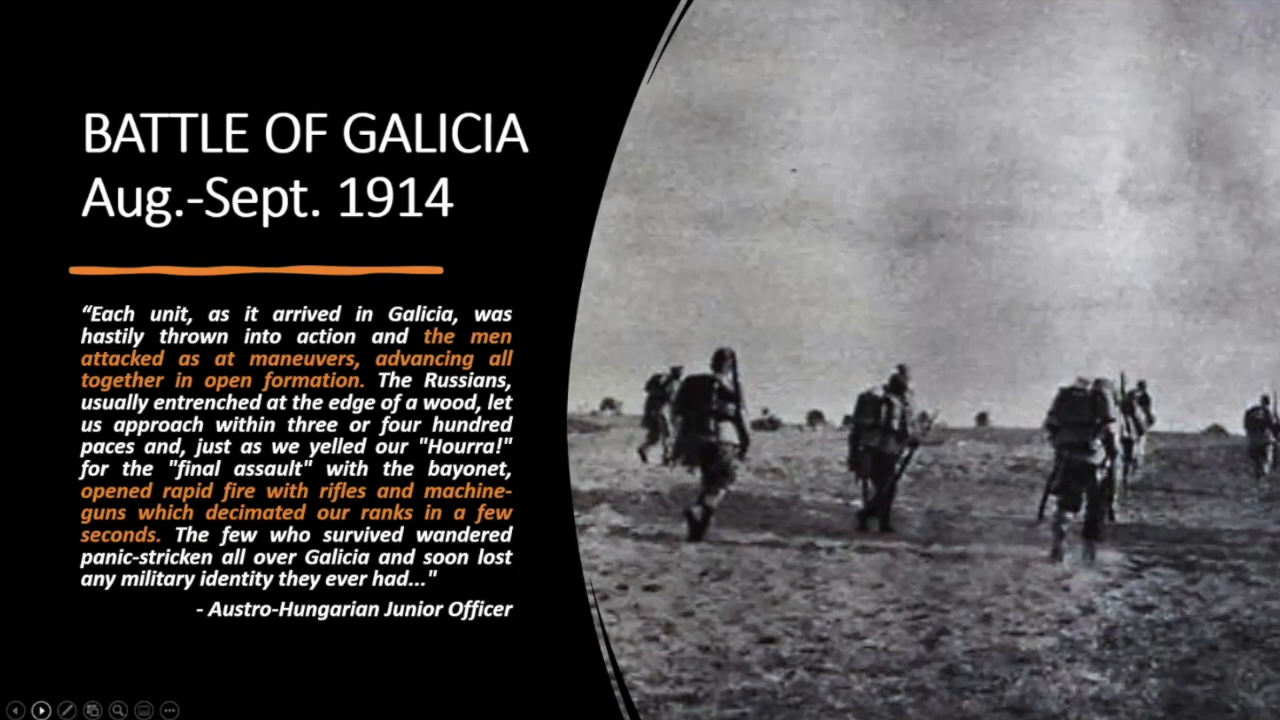 BATTLE OF GALICIA
Aug.-Sept. 1914
“Each unit, as it arrived in Galicia, was
hastily thrown into action and the men
attacked as at maneuvers, advancing all
together in open formation. The Russians,
usually entrenched at the edge of a wood, let
us approach within three or four hundred
paces and, just as we yelled our "Hourra!"
for the "final assault" with the bayonet,
opened rapid fire with rifles and machine-
guns which decimated our ranks in a few
seconds. The few who survived wandered
panic-stricken all over Galicia and soon lost
any military identity they ever had..."
- Austro-Hungarian Junior Officer